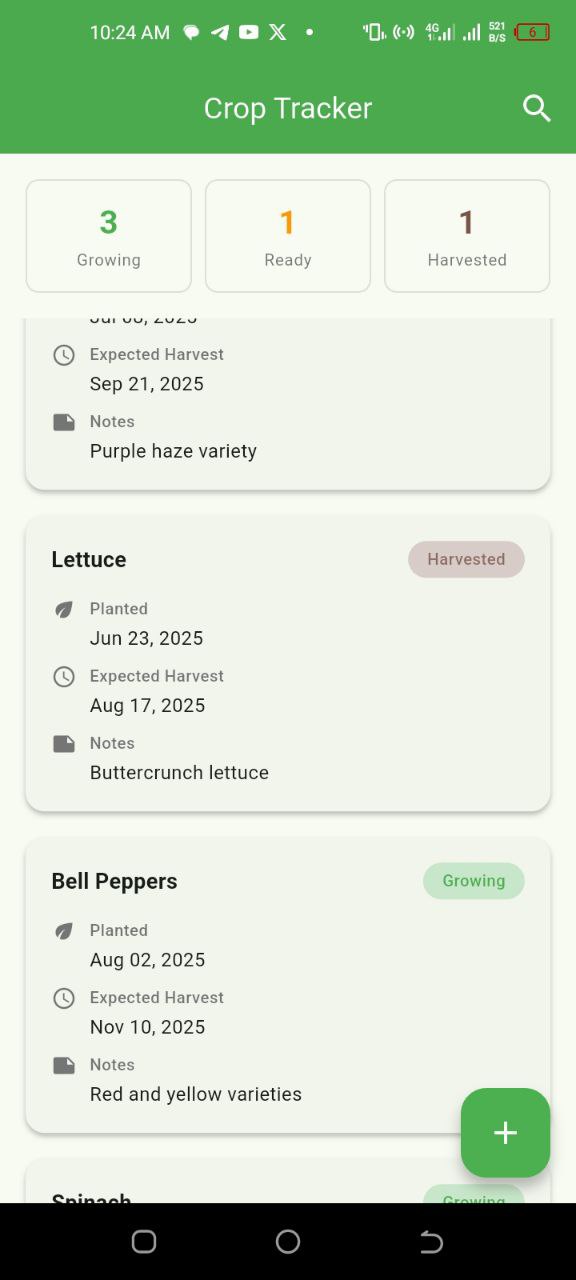 10:24 AM
4G
521
B/S
6
Crop Tracker
3
Growing
1
Ready
1
Harvested
2025
Expected Harvest
Sep 21, 2025
Notes
Purple haze variety
Lettuce
Harvested
Planted
Jun 23, 2025
Expected Harvest
Aug 17, 2025
Notes
Buttercrunch lettuce
Bell Peppers
Growing
Planted
Aug 02, 2025
Expected Harvest
Nov 10, 2025
Notes
Red and yellow varieties
Spinach
Growing